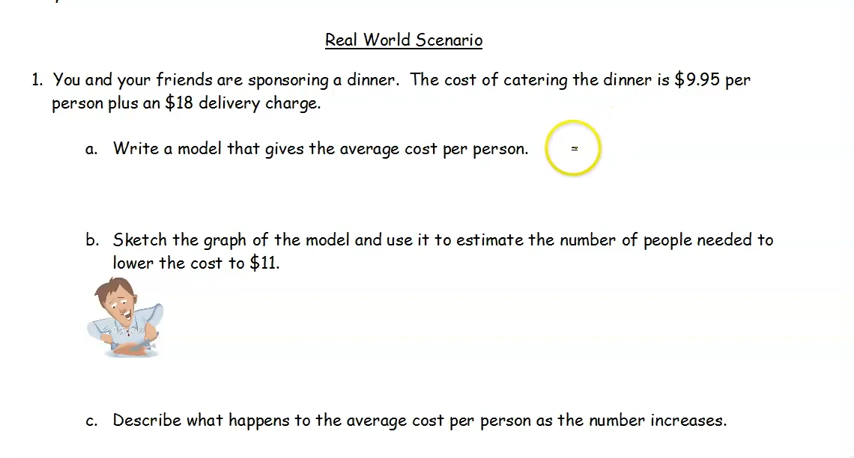 Real World Scenario
1. You and your friends are sponsoring a dinner. The cost of catering the dinner is $9.95 per
person plus an $18 delivery charge.
a. Write a model that gives the average cost per person.
b. Sketch the graph of the model and use it to estimate the number of people needed to
lower the cost to $11.
c. Describe what happens to the average cost per person as the number increases.